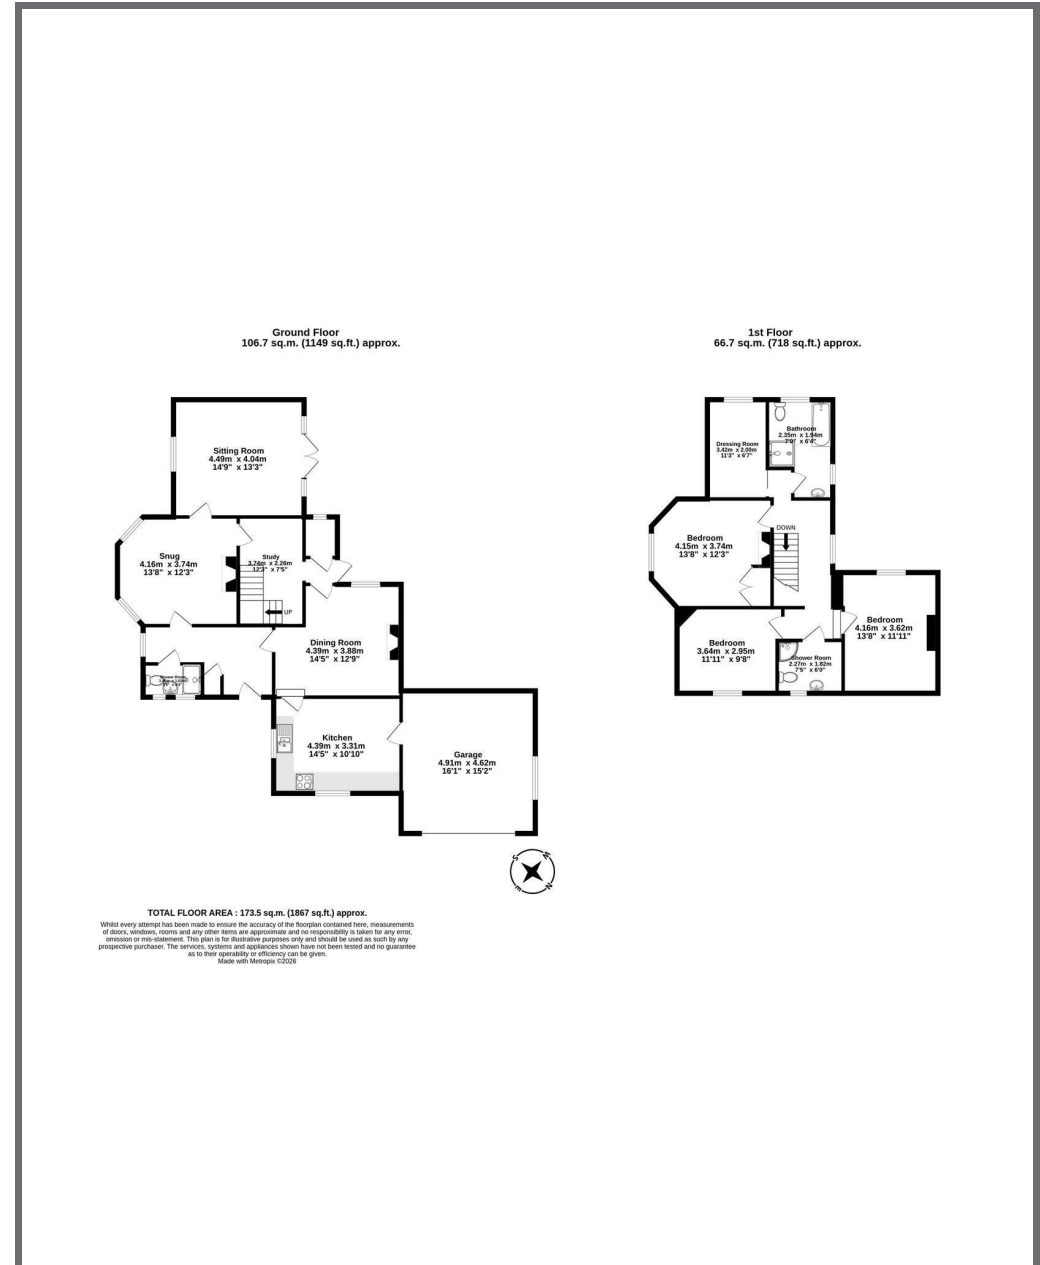 Ground Floor
106.7 sq.m. (1149 sq.ft.) approx.
1st Floor
66.7 sq.m. (718 sq.ft.) approx.
Sitting Room
4.49m x 4.04m
14'9" x 13'3"
Snug
4.16m x 3.74m
13'8" x 12'3"
Study
3.74m x 2.26m
12'3" x 7'5"
UP
Dining Room
4.39m x 3.88m
14'5" x 12'9"
Shower Room
Kitchen
4.39m x 3.31m
14'5" x 10'10"
Garage
4.91m x 4.62m
16'1" x 15'2"
Bathroom
2.35m x 1.94m
7'9" x 6'4"
Dressing Room
3.42m x 2.00m
11'3" x 6'7"
DOWN
Bedroom
4.15m x 3.74m
13'8" x 12'3"
Bedroom
4.16m x 3.62m
13'8" x 11'11"
Bedroom
3.64m x 2.95m
11'11" x 9'8"
Shower Room
2.27m x 1.82m
7'5" x 6'0"
S
W
E
N
TOTAL FLOOR AREA : 173.5 sq.m. (1867 sq.ft.) approx.
Whilst every attempt has been made to ensure the accuracy of the floorplan contained here, measurements
of doors, windows, rooms and any other items are approximate and no responsibility is taken for any error,
omission or mis-statement. This plan is for illustrative purposes only and should be used as such by any
prospective purchaser. The services, systems and appliances shown have not been tested and no guarantee
as to their operability or efficiency can be given.
Made with Metropix ©2026